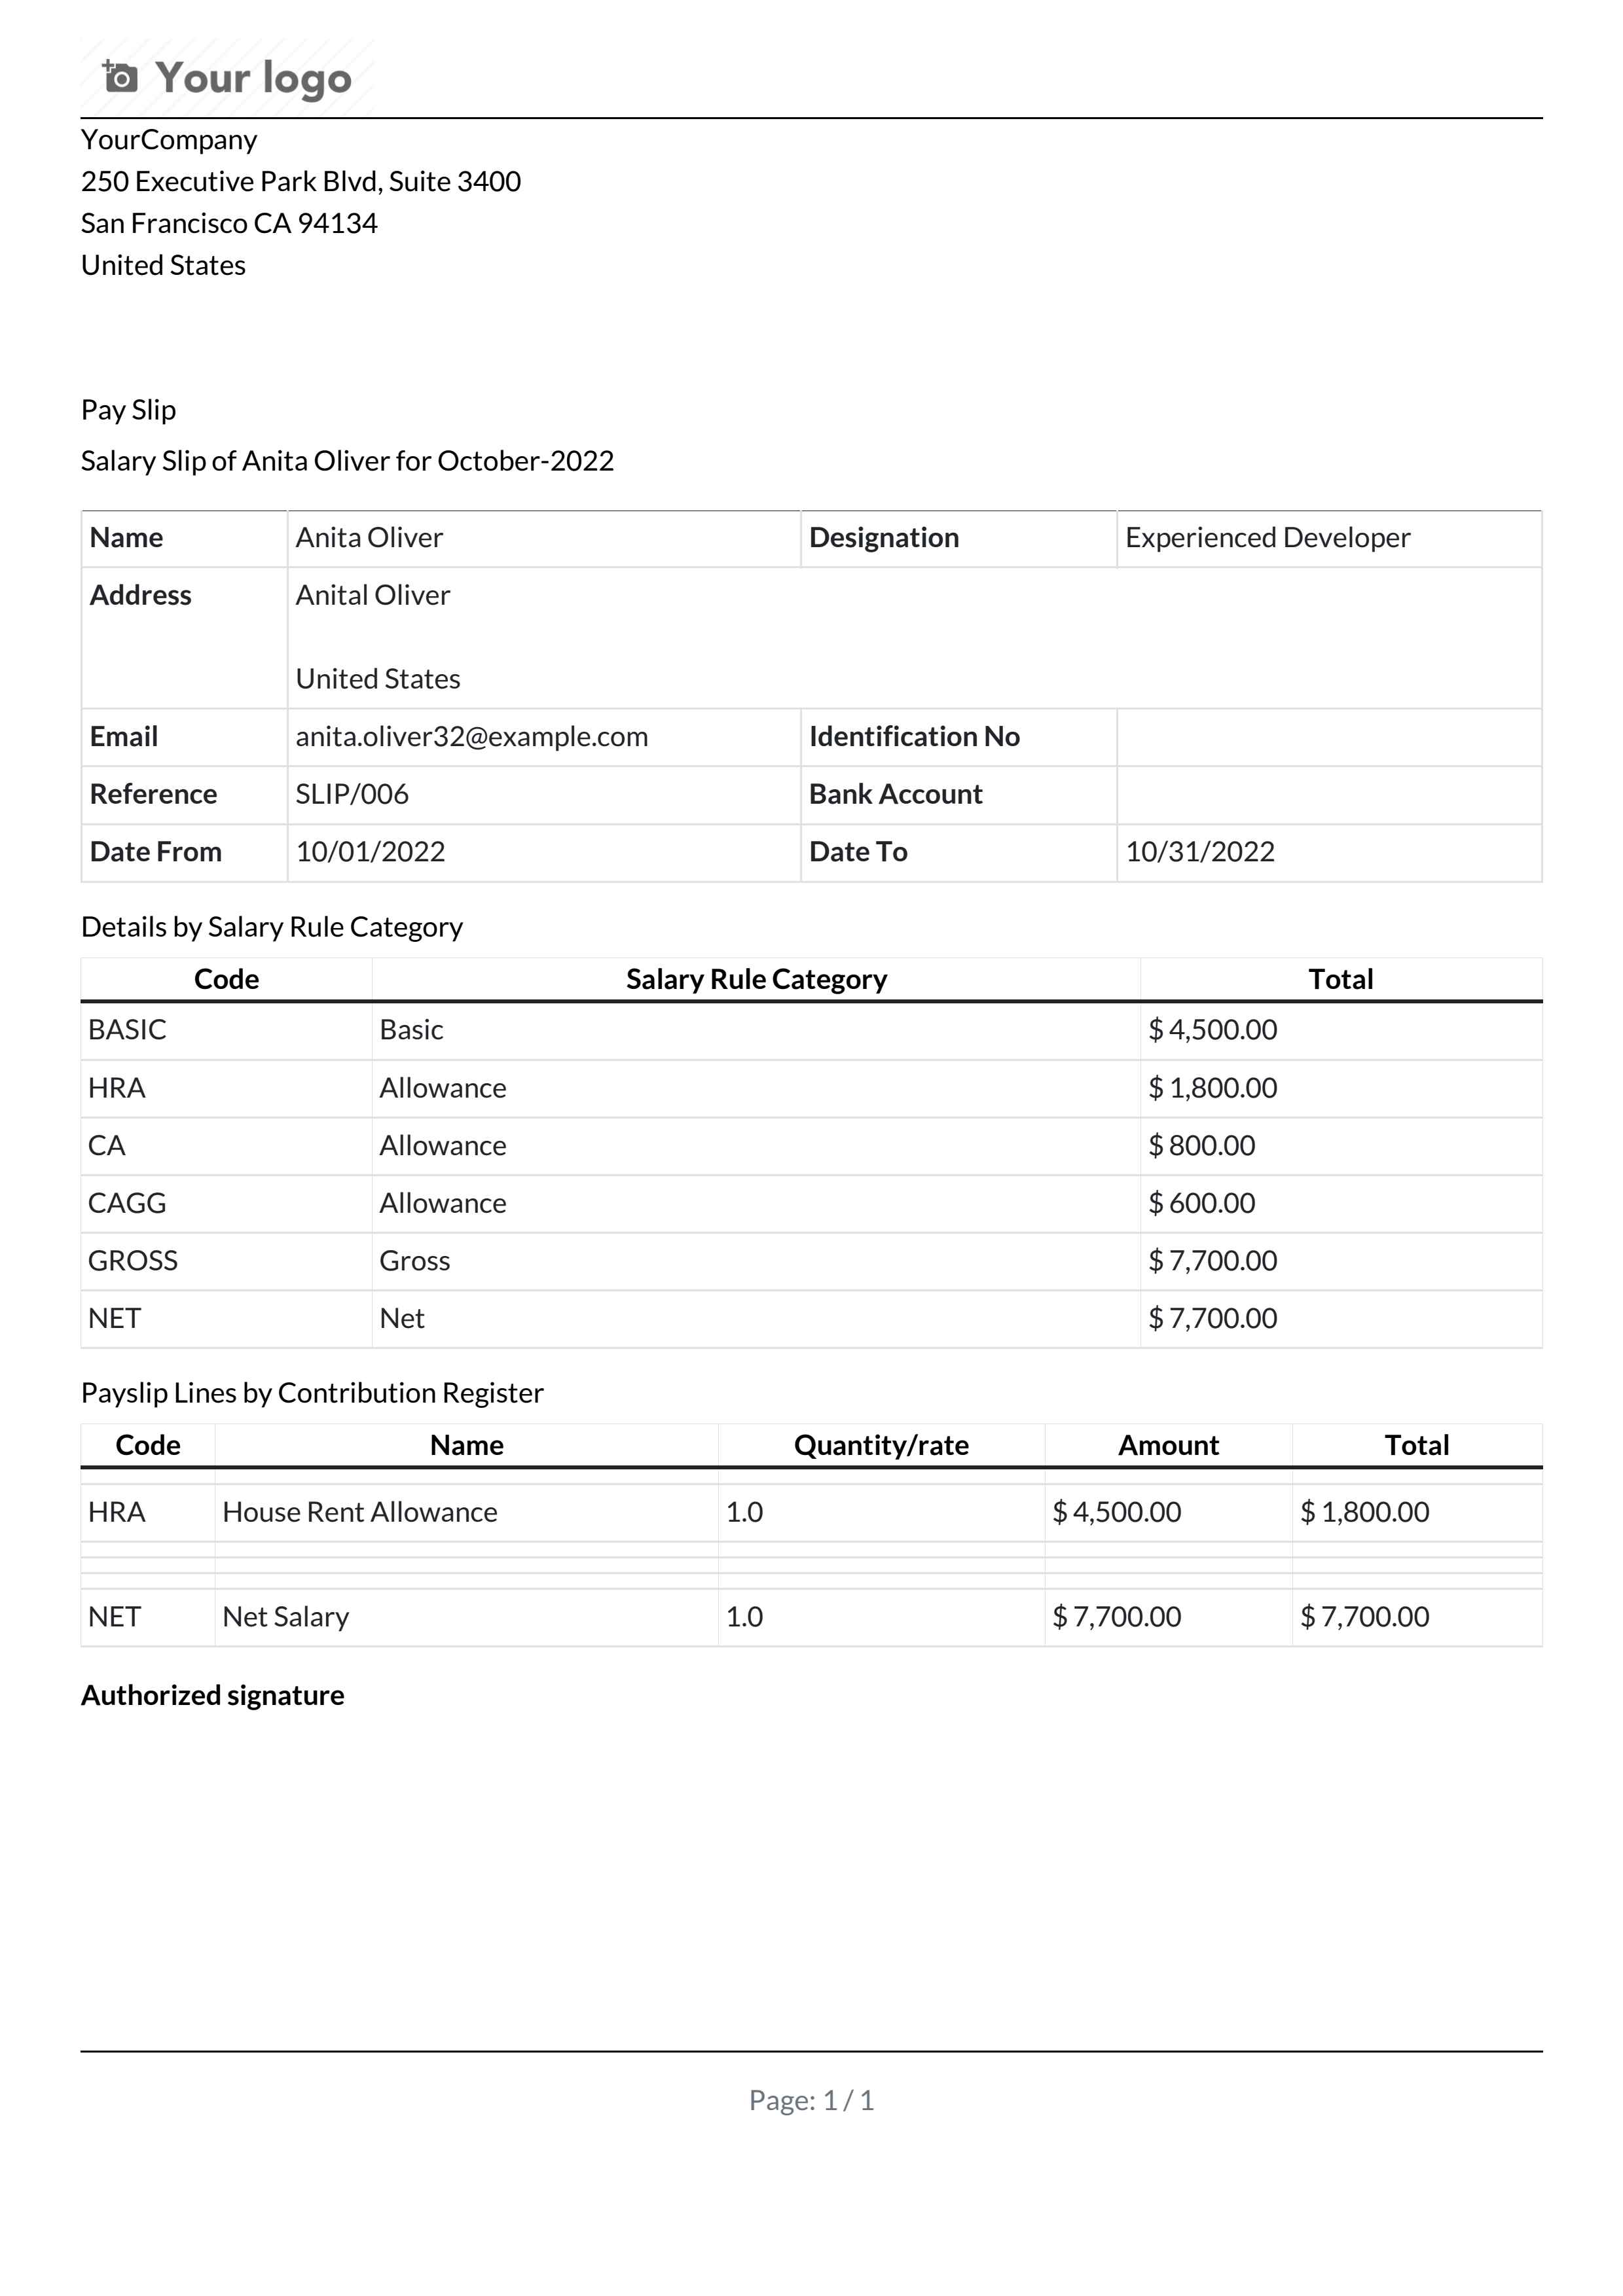 Your logo
YourCompany
250 Executive Park Blvd, Suite 3400
San Francisco CA 94134
United States
Pay Slip
Salary Slip of Anita Oliver for October-2022
Name Anita Oliver Designation Experienced Developer
Address Anital Oliver
United States
Email anita.oliver32@example.com Identification No
Reference SLIP/006 Bank Account
Date From 10/01/2022 Date To 10/31/2022
Details by Salary Rule Category
Code Salary Rule Category Total
BASIC Basic $ 4,500.00
HRA Allowance $ 1,800.00
CA Allowance $ 800.00
CAGG Allowance $ 600.00
GROSS Gross $ 7,700.00
NET Net $ 7,700.00
Payslip Lines by Contribution Register
Code Name Quantity/rate Amount Total
HRA House Rent Allowance 1.0 $ 4,500.00 $ 1,800.00
NET Net Salary 1.0 $ 7,700.00 $ 7,700.00
Authorized signature
Page: 1 / 1